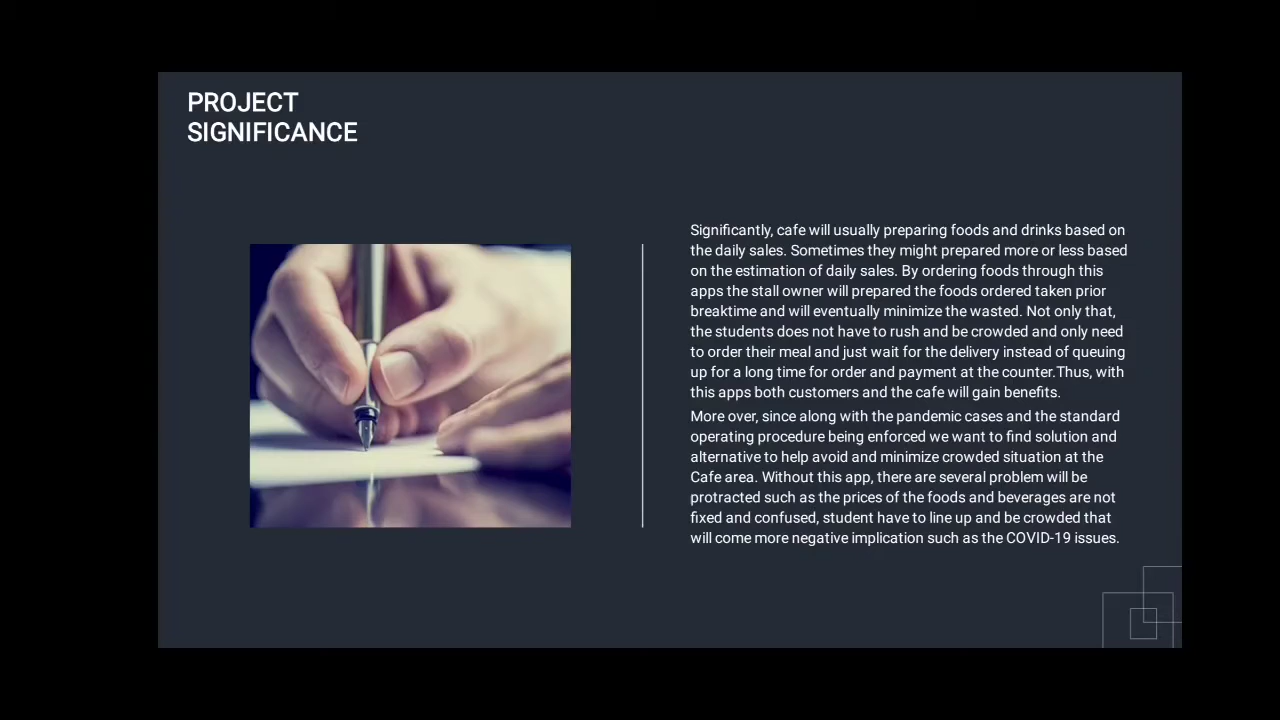 PROJECT
SIGNIFICANCE
Significantly, cafe will usually preparing foods and drinks based on
the daily sales. Sometimes they might prepared more or less based
on the estimation of daily sales. By ordering foods through this
apps the stall owner will prepared the foods ordered taken prior
breaktime and will eventually minimize the wasted. Not only that,
the students does not have to rush and be crowded and only need
to order their meal and just wait for the delivery instead of queuing
up for a long time for order and payment at the counter.Thus, with
this apps both customers and the cafe will gain benefits.
More over, since along with the pandemic cases and the standard
operating procedure being enforced we want to find solution and
alternative to help avoid and minimize crowded situation at the
Cafe area. Without this app, there are several problem will be
protracted such as the prices of the foods and beverages are not
fixed and confused, student have to line up and be crowded that
will come more negative implication such as the COVID-19 issues.